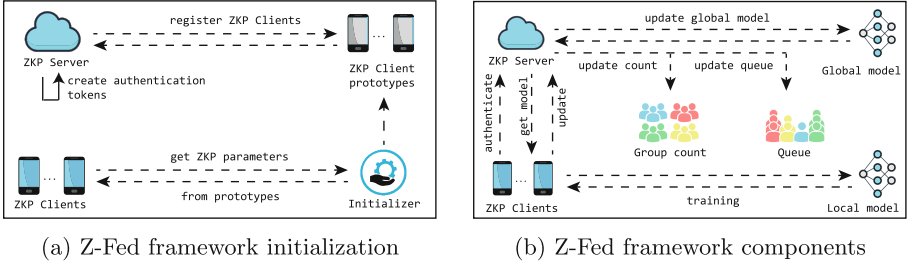 register ZKP Clients
ZKP Server
create authentication
tokens
ZKP Client
prototypes
get ZKP parameters
from prototypes
ZKP Clients
Initializer
(a) Z-Fed framework initialization
update global model
ZKP Server
update count
update queue
Global model
authenticate
get model
update
Group count
Queue
ZKP Clients
training
Local model
(b) Z-Fed framework components